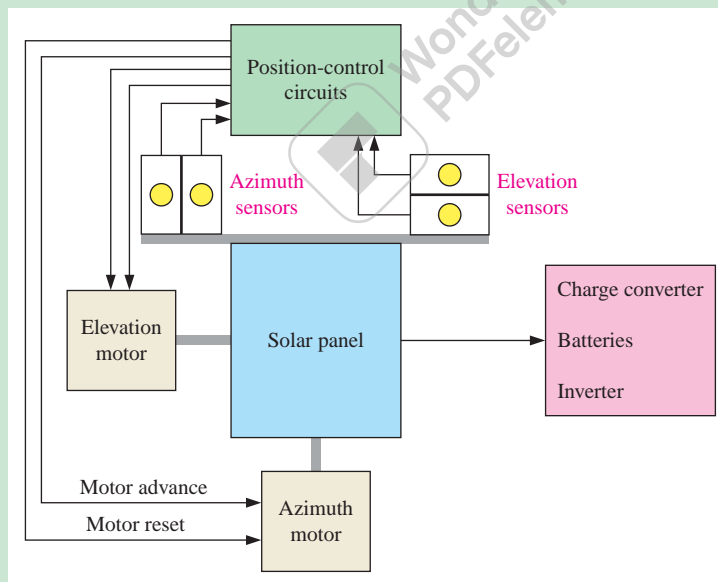 Position-control
circuits
Azimuth
sensors
Elevation
sensors
Elevation
motor
Solar panel
Charge converter
Batteries
Inverter
Motor advance
Motor reset
Azimuth
motor